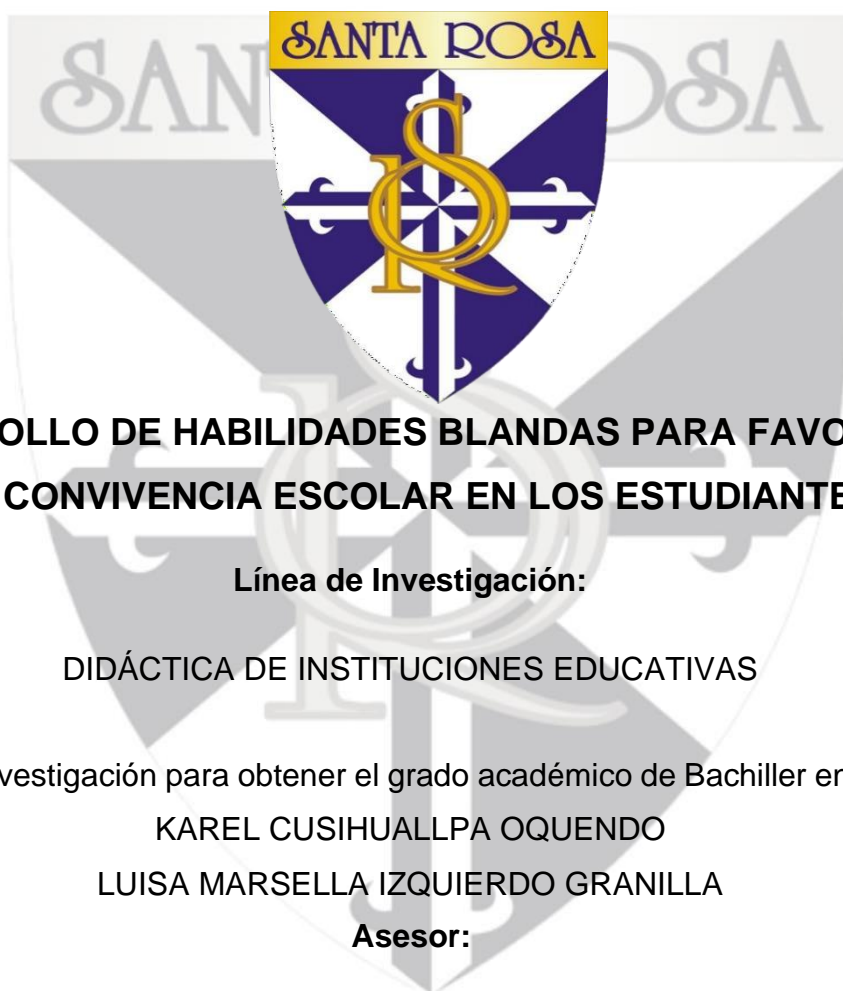 SANTA ROSA
OLLO DE HABILIDADES BLANDAS PARA FAVO
CONVIVENCIA ESCOLAR EN LOS ESTUDIANTE
Línea de Investigación:
DIDÁCTICA DE INSTITUCIONES EDUCATIVAS
vestigación para obtener el grado académico de Bachiller en
KAREL CUSIHUALLPA OQUENDO
LUISA MARSELLA IZQUIERDO GRANILLA
Asesor: